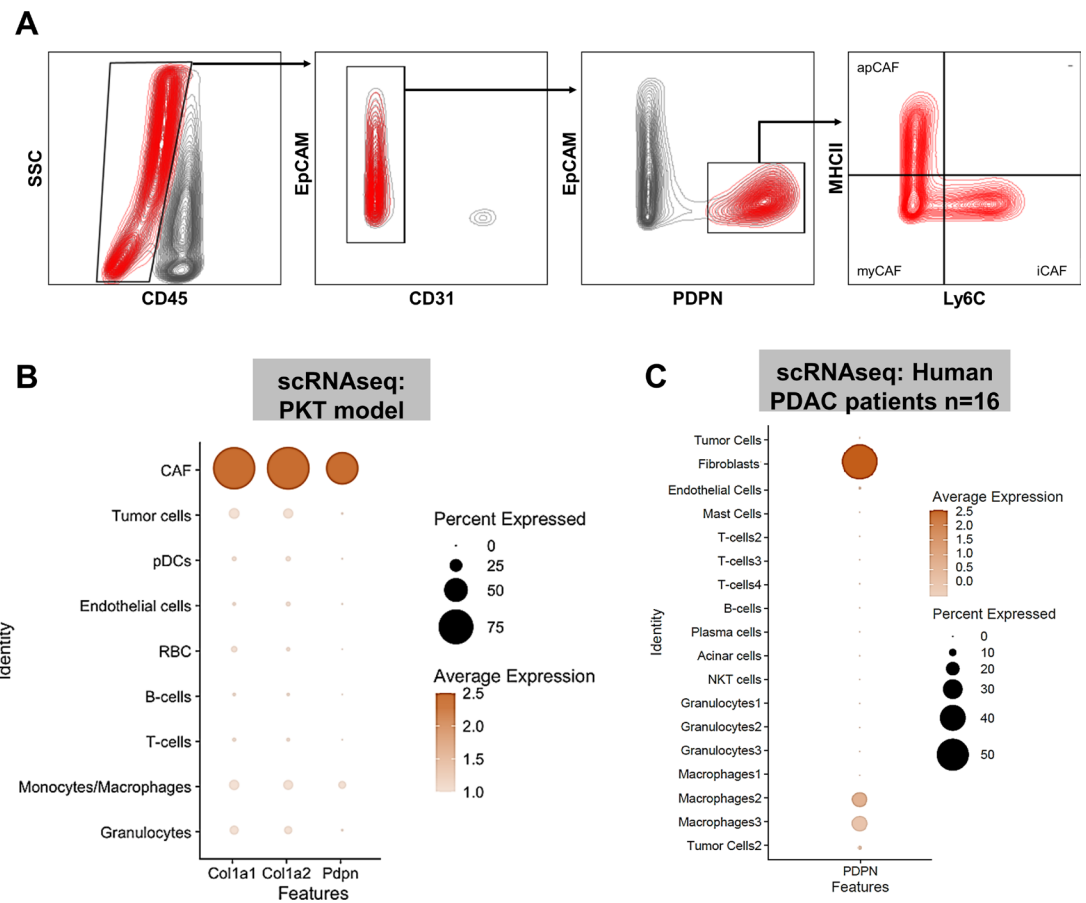 A
SSC
CD45
EpCAM
CD31
EpCAM
PDPN
MHCII
apCAF
-
myCAF
iCAF
Ly6C
B
scRNAseq:
PKT model
Identity
CAF
Tumor cells
pDCs
Endothelial cells
RBC
B-cells
T-cells
Monocytes/Macrophages
Granulocytes
Col1a1 Col1a2 Pdpn
Features
Percent Expressed
0
25
50
75
Average Expression
2.5
2.0
1.5
1.0
C
scRNAseq: Human
PDAC patients n=16
Identity
Tumor Cells
Fibroblasts
Endothelial Cells
Mast Cells
T-cells2
T-cells3
T-cells4
B-cells
Plasma cells
Acinar cells
NKT cells
Granulocytes1
Granulocytes2
Granulocytes3
Macrophages1
Macrophages2
Macrophages3
Tumor Cells2
PDPN
Features
Average Expression
2.5
2.0
1.5
1.0
0.5
0.0
Percent Expressed
0
10
20
30
40
50